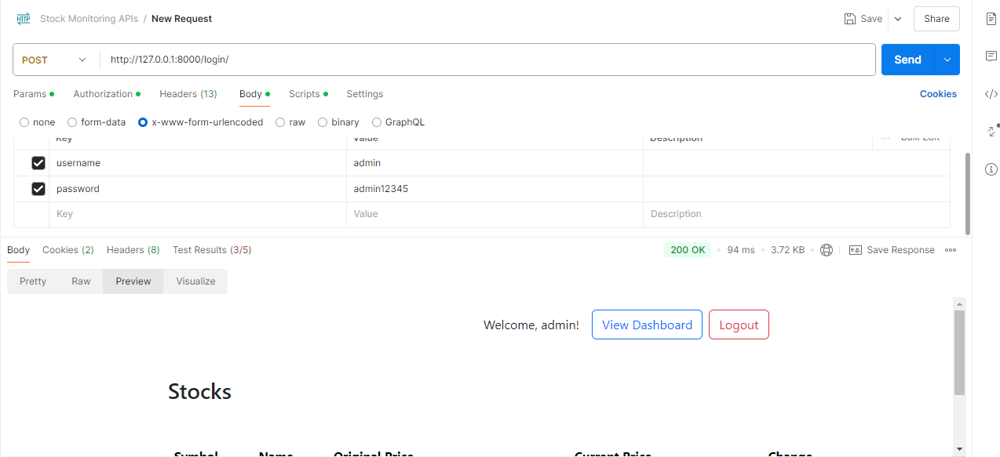 HTTP Stock Monitoring APIs / New Request Save Share
POST http://127.0.0.1:8000/login/ Send
Params Authorization Headers (13) Body Scripts Settings Cookies
none form-data x-www-form-urlencoded raw binary GraphQL
Key Value Description ... Bulk Edit
username admin
password admin12345
Key Value Description
Body Cookies (2) Headers (8) Test Results (3/5) 200 OK 94 ms 3.72 KB e.g. Save Response
Pretty Raw Preview Visualize
Welcome, admin! View Dashboard Logout
Stocks
Symbol Name Original Price Current Price Change